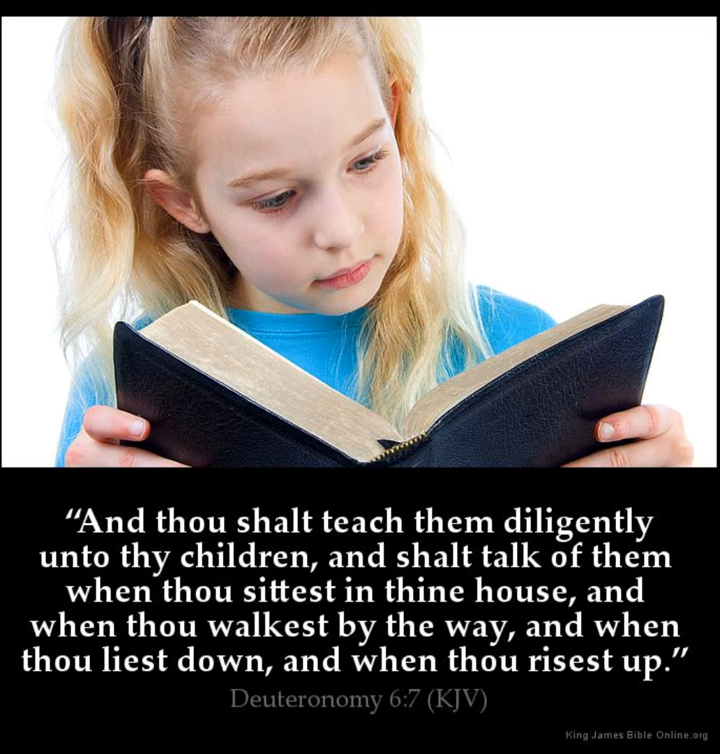 “And thou shalt teach them diligently
unto thy children, and shalt talk of them
when thou sittest in thine house, and
when thou walkest by the way, and when
thou liest down, and when thou risest up.”
Deuteronomy 6:7 (KJV)
King James Bible Online.org